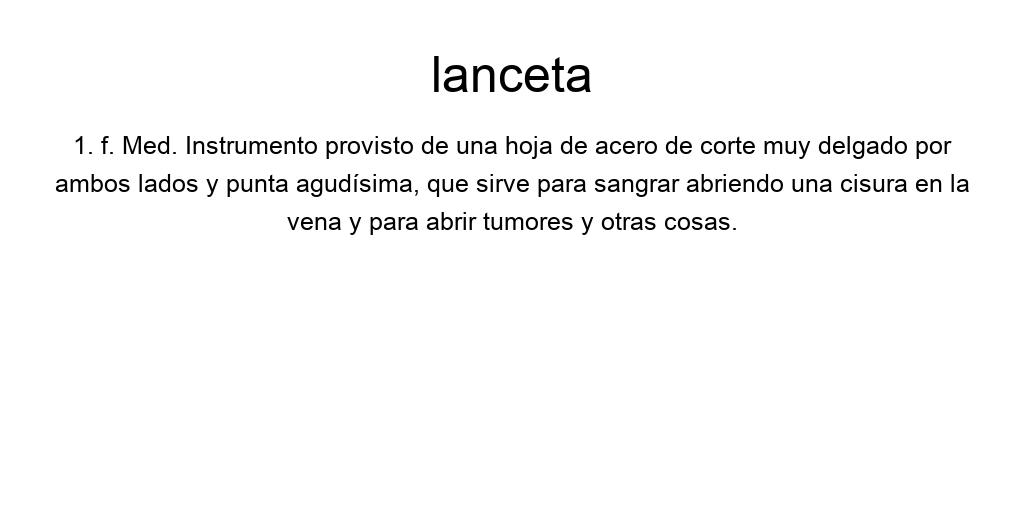 lanceta
1. f. Med. Instrumento provisto de una hoja de acero de corte muy delgado por
ambos lados y punta agudísima, que sirve para sangrar abriendo una cisura en la
vena y para abrir tumores y otras cosas.